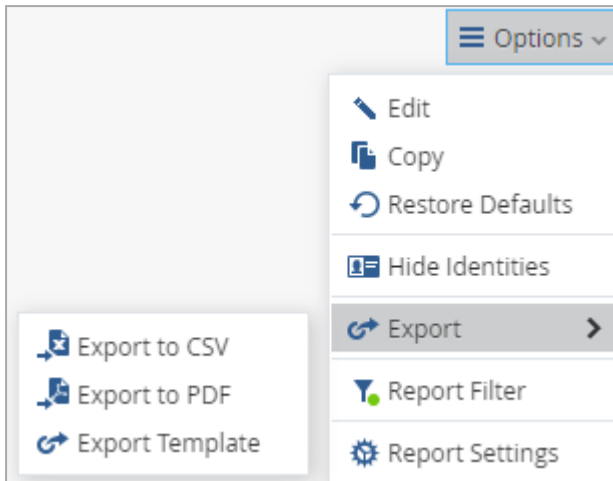 Options
Edit
Copy
Restore Defaults
Hide Identities
Export
Report Filter
Report Settings
Export to CSV
Export to PDF
Export Template